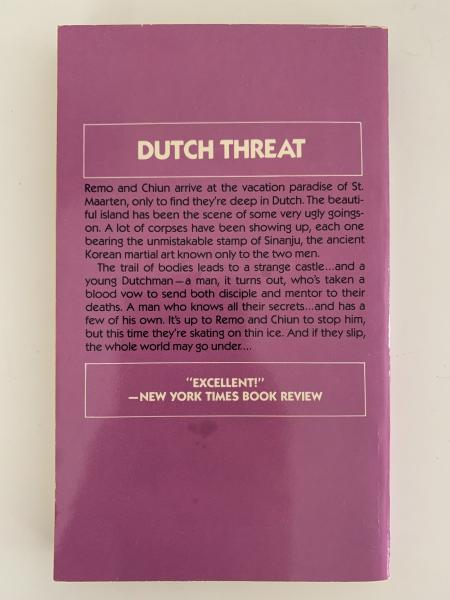 DUTCH THREAT
Remo and Chiun arrive at the vacation paradise of St.
Maarten, only to find they're deep in Dutch. The beauti-
ful island has been the scene of some very ugly goings-
on. A lot of corpses have been showing up, each one
bearing the unmistakable stamp of Sinanju, the ancient
Korean martial art known only to the two men.
The trail of bodies leads to a strange castle...and a
young Dutchman—a man, it turns out, who's taken a
blood vow to send both disciple and mentor to their
deaths. A man who knows all their secrets...and has a
few of his own. It's up to Remo and Chiun to stop him,
but this time they're skating on thin ice. And if they slip,
the whole world may go under....
"EXCELLENT!"
—NEW YORK TIMES BOOK REVIEW